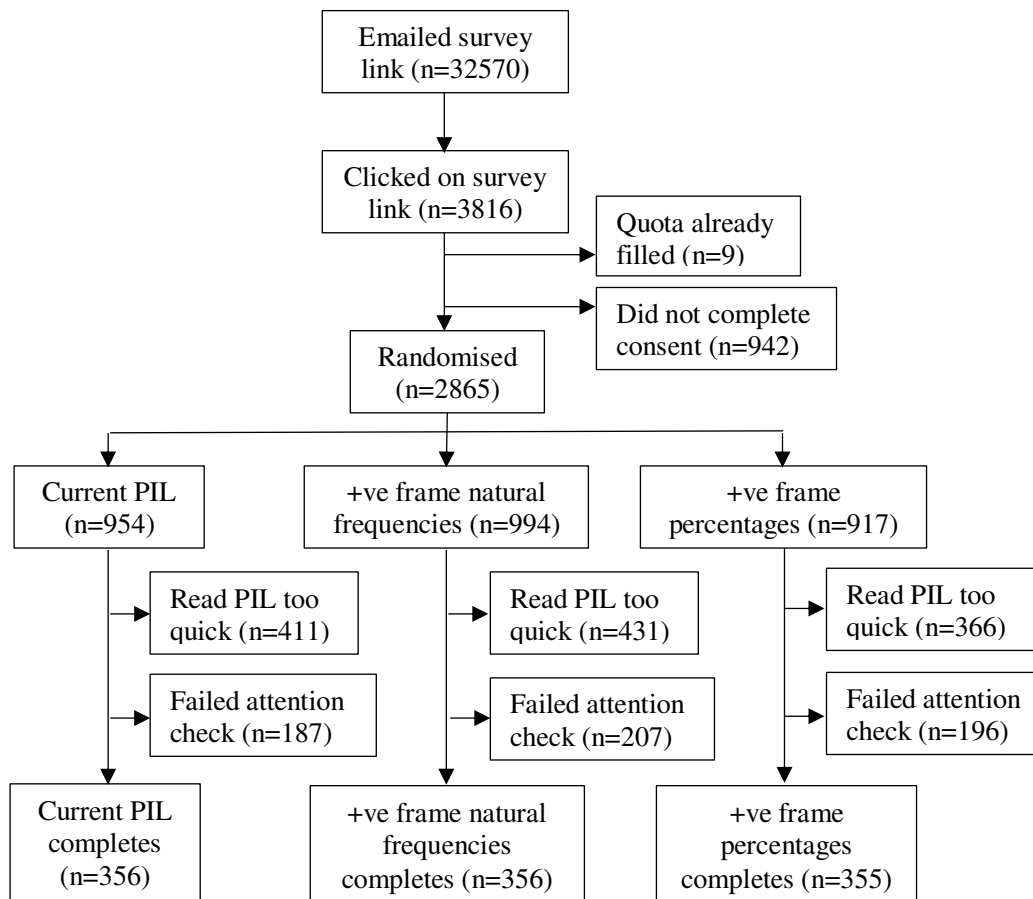 Emailed survey
link (n=32570)
Clicked on survey
link (n=3816)
Quota already
filled (n=9)
Did not complete
consent (n=942)
Randomised
(n=2865)
Current PIL
(n=954)
+ve frame natural
frequencies (n=994)
+ve frame
percentages (n=917)
Read PIL too
quick (n=411)
Read PIL too
quick (n=431)
Read PIL too
quick (n=366)
Failed attention
check (n=187)
Failed attention
check (n=207)
Failed attention
check (n=196)
Current PIL
completes
(n=356)
+ve frame natural
frequencies
completes (n=356)
+ve frame
percentages
completes (n=355)